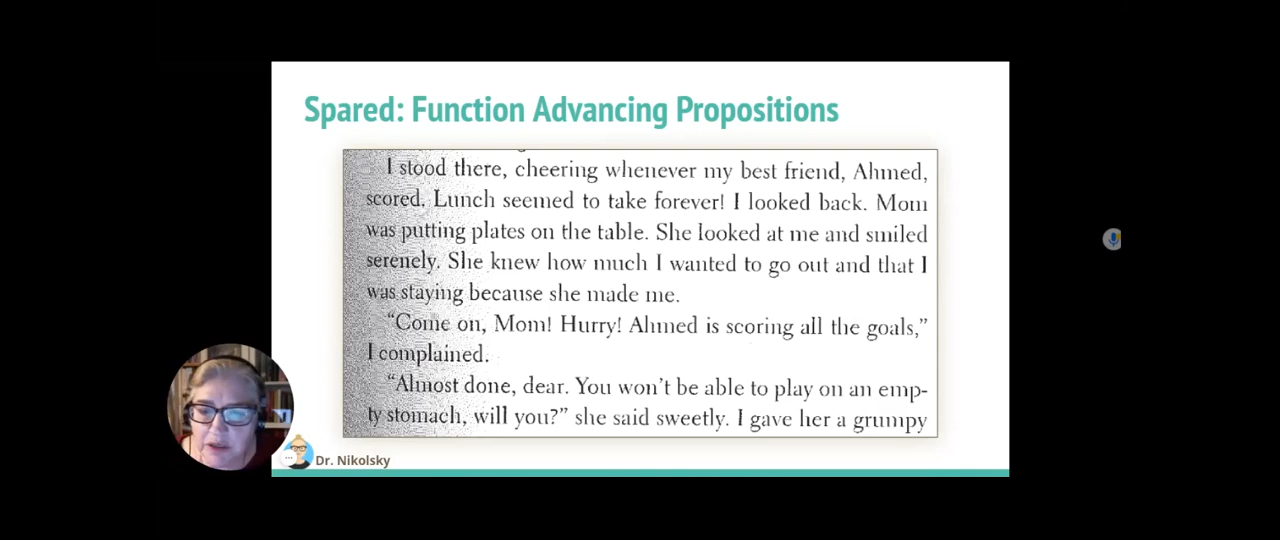 Spared: Function Advancing Propositions
I stood there, cheering whenever my best friend, Ahmed,
scored. Lunch seemed to take forever! I looked back. Mom
was putting plates on the table. She looked at me and smiled
serenely. She knew how much I wanted to go out and that I
was staying because she made me.
“Come on, Mom! Hurry! Ahmed is scoring all the goals,”
I complained.
“Almost done, dear. You won’t be able to play on an emp-
ty stomach, will you?” she said sweetly. I gave her a grumpy
Dr. Nikolsky